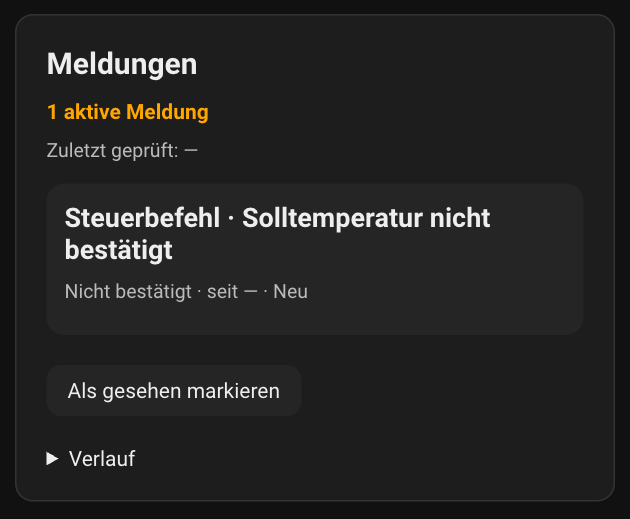 Meldungen
1 aktive Meldung
Zuletzt geprüft: —
Steuerbefehl · Solltemperatur nicht
bestätigt
Nicht bestätigt · seit — · Neu
Als gesehen markieren
Verlauf